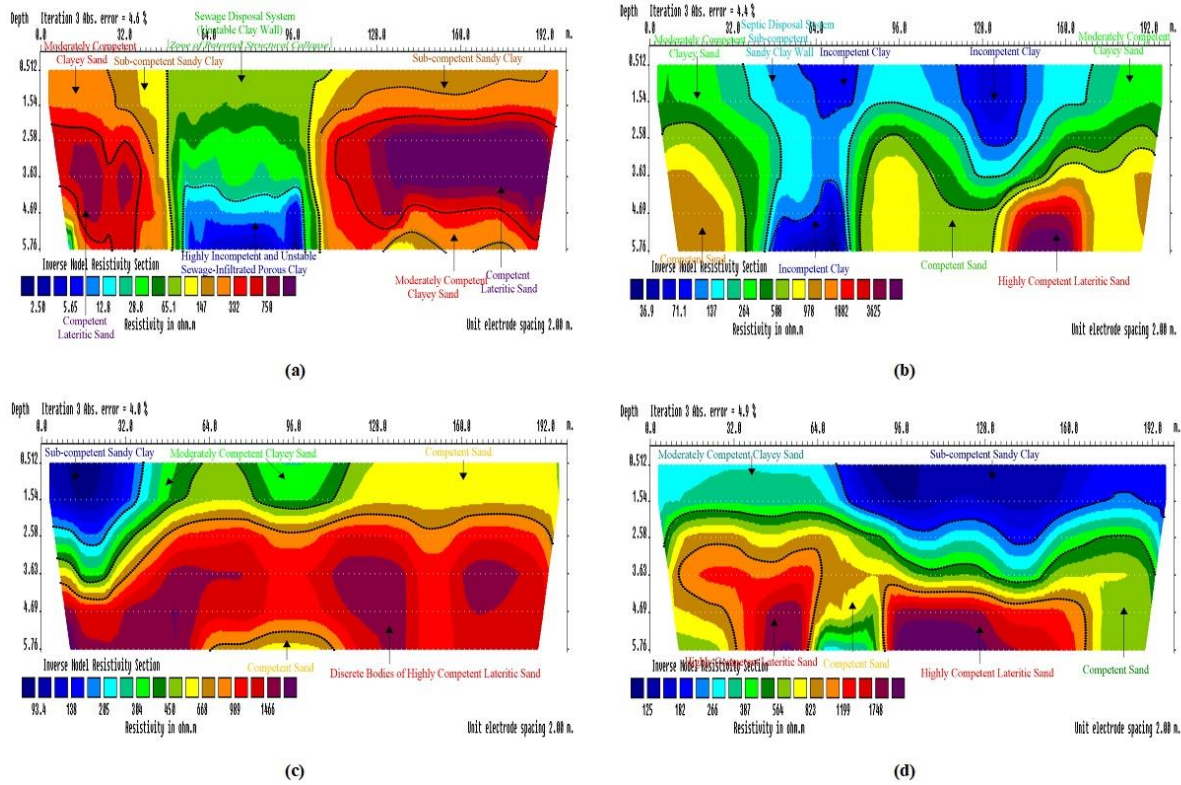 Depth Iteration 3 Abs. error = 4.6 %
Sewage Disposal System
(Unstable Clay Wall)
0.0 32.0 64.0 96.0 128.0 160.0 192.0 m.
Zone of Potential Structural Collapse
Moderately Competent
Clayey Sand
Sub-competent Sandy Clay
Sub-competent Sandy Clay
0.512
1.54
2.58
3.63
4.69
5.76
Highly Incompetent and Unstable
Sewage-Infiltrated Porous Clay
Inverse Model Resistivity Section
Moderately Competent
Clayey Sand
Competent
Lateritic Sand
2.50 5.65 12.8 28.8 65.1 147 332 750
Competent
Lateritic Sand
Resistivity in ohm.m
Unit electrode spacing 2.00 m.
(a)
Depth Iteration 3 Abs. error = 4.4 %
0.0 32.0 64.0 96.0 128.0 160.0 192.0 m.
Moderately Competent
Clayey Sand
Septic Disposal System
Sub-competent
Sandy Clay Wall
Incompetent Clay
Incompetent Clay
Moderately Competent
Clayey Sand
0.512
1.54
2.58
3.63
4.69
5.76
Competent Sand
Inverse Model Resistivity Section
Incompetent Clay
Competent Sand
Highly Competent Lateritic Sand
36.9 71.1 137 264 508 978 1882 3625
Resistivity in ohm.m
Unit electrode spacing 2.00 m.
(b)
Depth Iteration 3 Abs. error = 4.0 %
0.0 32.0 64.0 96.0 128.0 160.0 192.0 m.
Sub-competent Sandy Clay
Moderately Competent Clayey Sand
Competent Sand
0.512
1.54
2.58
3.63
4.69
5.76
Inverse Model Resistivity Section
Competent Sand
Discrete Bodies of Highly Competent Lateritic Sand
93.4 138 205 304 450 668 989 1466
Resistivity in ohm.m
Unit electrode spacing 2.00 m.
(c)
Depth Iteration 3 Abs. error = 4.9 %
0.0 32.0 64.0 96.0 128.0 160.0 192.0 m.
Moderately Competent Clayey Sand
Sub-competent Sandy Clay
0.512
1.54
2.58
3.63
4.69
5.76
Inverse Model Resistivity Section
Highly Competent Lateritic Sand
Competent Sand
Highly Competent Lateritic Sand
Competent Sand
125 182 266 387 564 823 1199 1748
Resistivity in ohm.m
Unit electrode spacing 2.00 m.
(d)